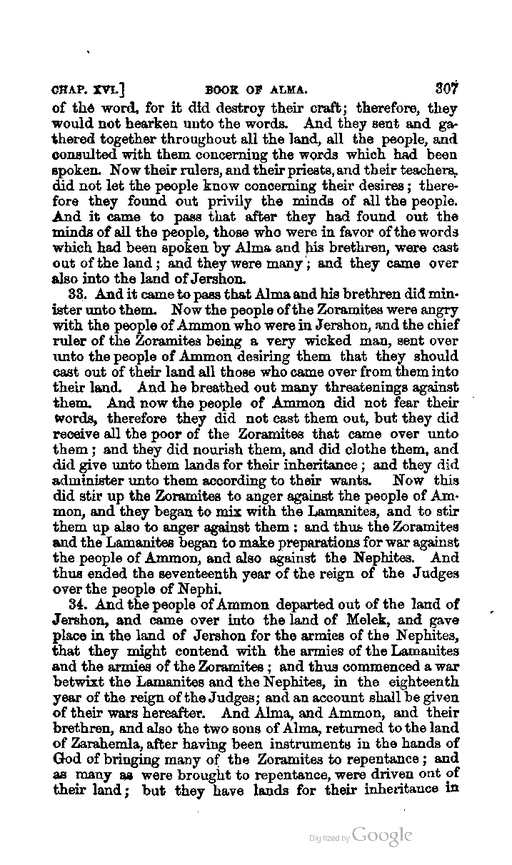 CHAP. XVI.] BOOK OF ALMA. 307
of the word, for it did destroy their craft; therefore, they
would not hearken unto the words. And they sent and ga-
thered together throughout all the land, all the people, and
consulted with them concerning the words which had been
spoken. Now their rulers, and their priests, and their teachers,
did not let the people know concerning their desires; there-
fore they found out privily the minds of all the people.
And it came to pass that after they had found out the
minds of all the people, those who were in favor of the words
which had been spoken by Alma and his brethren, were cast
out of the land; and they were many; and they came over
also into the land of Jershon.
33. And it came to pass that Alma and his brethren did min-
ister unto them. Now the people of the Zoramites were angry
with the people of Ammon who were in Jershon, and the chief
ruler of the Zoramites being a very wicked man, sent over
unto the people of Ammon desiring them that they should
cast out of their land all those who came over from them into
their land. And he breathed out many threatenings against
them. And now the people of Ammon did not fear their
words, therefore they did not cast them out, but they did
receive all the poor of the Zoramites that came over unto
them; and they did nourish them, and did clothe them, and
did give unto them lands for their inheritance; and they did
administer unto them according to their wants. Now this
did stir up the Zoramites to anger against the people of Am-
mon, and they began to mix with the Lamanites, and to stir
them up also to anger against them: and thus the Zoramites
and the Lamanites began to make preparations for war against
the people of Ammon, and also against the Nephites. And
thus ended the seventeenth year of the reign of the Judges
over the people of Nephi.
34. And the people of Ammon departed out of the land of
Jershon, and came over into the land of Melek, and gave
place in the land of Jershon for the armies of the Nephites,
that they might contend with the armies of the Lamanites
and the armies of the Zoramites; and thus commenced a war
betwixt the Lamanites and the Nephites, in the eighteenth
year of the reign of the Judges; and an account shall be given
of their wars hereafter. And Alma, and Ammon, and their
brethren, and also the two sons of Alma, returned to the land
of Zarahemla, after having been instruments in the hands of
God of bringing many of the Zoramites to repentance; and
as many as were brought to repentance, were driven out of
their land; but they have lands for their inheritance in
Digitized by Google